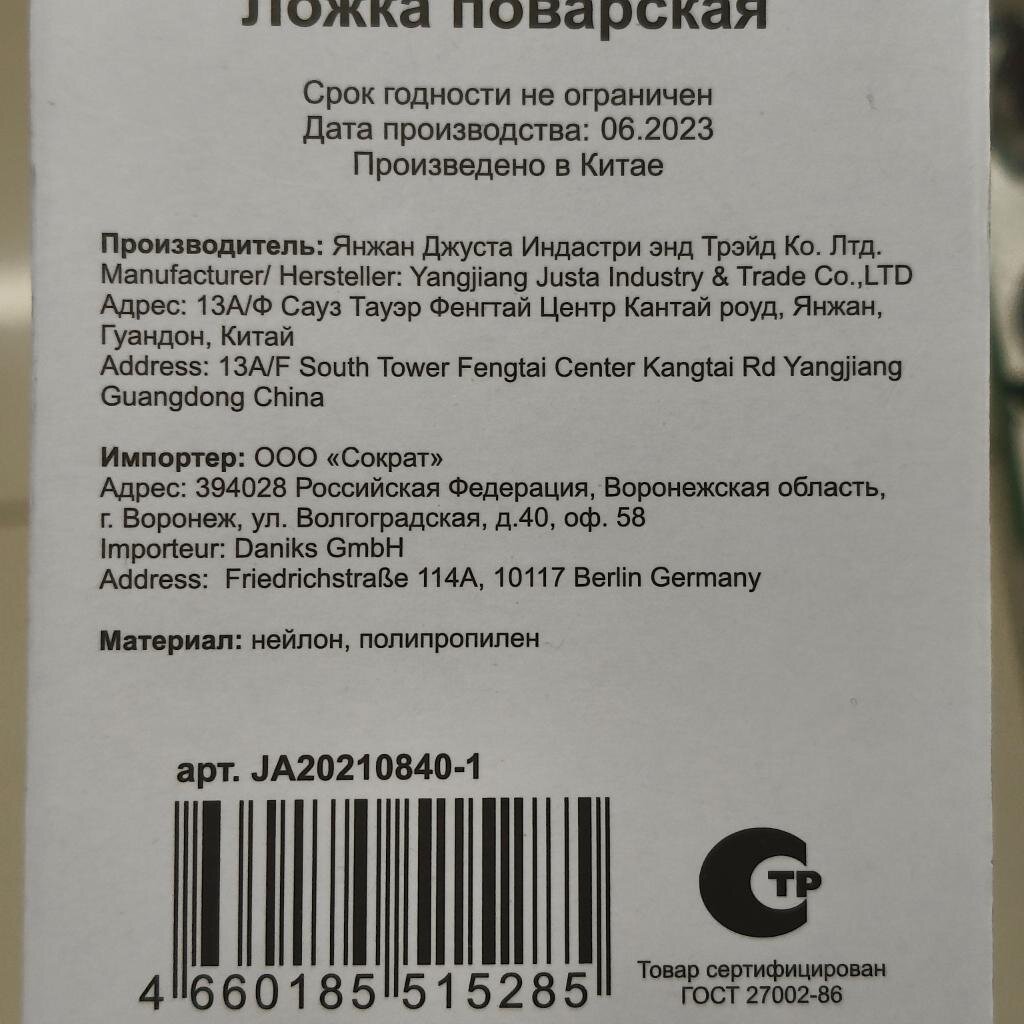 Ложка поварская
Срок годности не ограничен
Дата производства: 06.2023
Произведено в Китае
Производитель: Янжан Джуста Индастри энд Трэйд Ко. Лтд.
Manufacturer/ Hersteller: Yangjiang Justa Industry & Trade Co.,LTD
Адрес: 13А/Ф Сауз Тауэр Фенгтай Центр Кантай роуд, Янжан,
Гуандон, Китай
Address: 13A/F South Tower Fengtai Center Kangtai Rd Yangjiang
Guangdong China
Импортер: ООО «Сократ»
Адрес: 394028 Российская Федерация, Воронежская область,
г. Воронеж, ул. Волгоградская, д.40, оф. 58
Importeur: Daniks GmbH
Address:  Friedrichstraße 114A, 10117 Berlin Germany
Материал: нейлон, полипропилен
арт. JA20210840-1
4 660185 515285
СТР
Товар сертифицирован
ГОСТ 27002-86